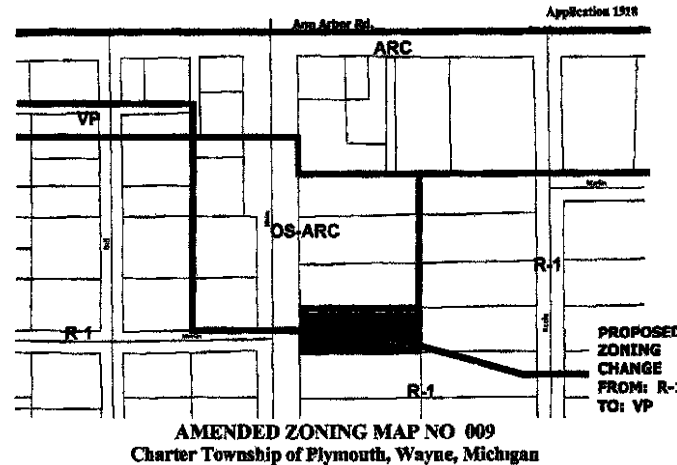 Application 1918
Ann Arbor Rd.
ARC
VP
OS-ARC
R-1
R-1
R-1
PROPOSED
ZONING
CHANGE
FROM: R-1
TO: VP
AMENDED ZONING MAP NO 009
Charter Township of Plymouth, Wayne, Michigan